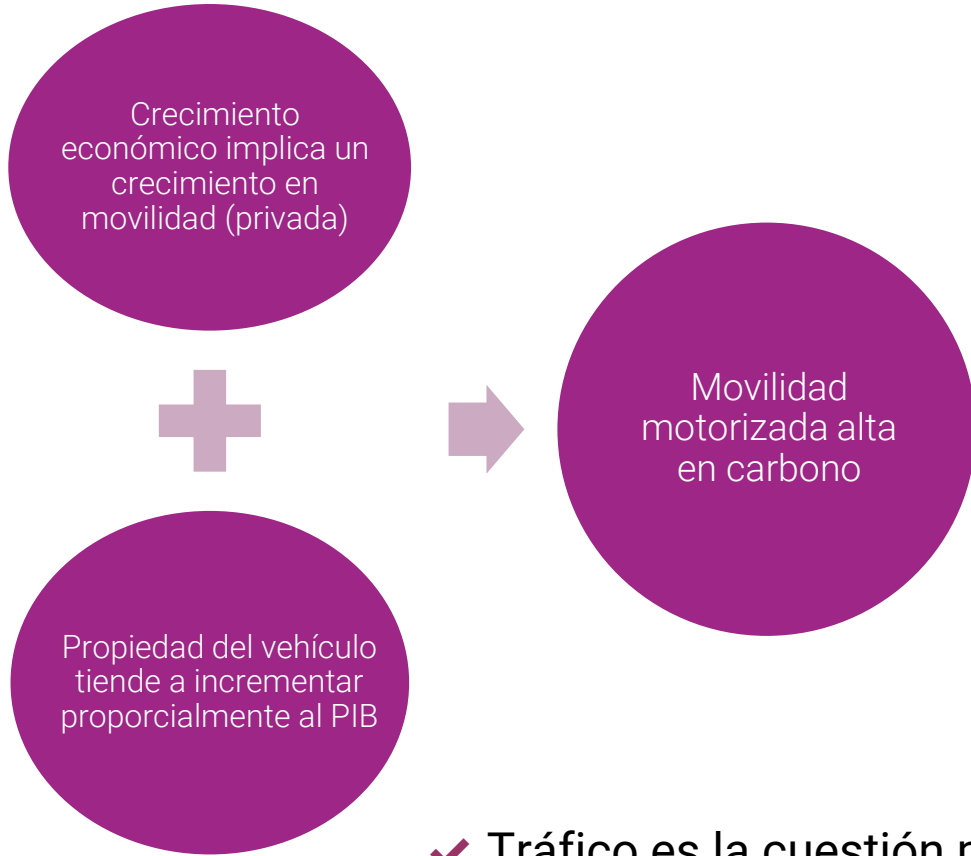 Crecimiento
económico implica un
crecimiento en
movilidad (privada)
Movilidad
motorizada alta
en carbono
Propiedad del vehículo
tiende a incrementar
proporcialmente al PIB
Tráfico es la cuestión